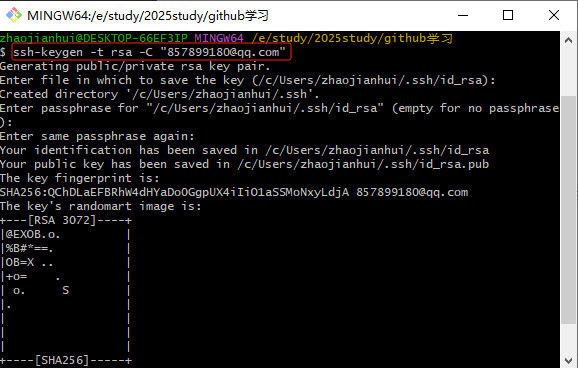 MINGW64:/e/study/2025study/github学习
zhaojianhui@DESKTOP-66EF3IP MINGW64 /e/study/2025study/github学习
$ ssh-keygen -t rsa -C "857899180@qq.com"
Generating public/private rsa key pair.
Enter file in which to save the key (/c/Users/zhaojianhui/.ssh/id_rsa):
Created directory '/c/Users/zhaojianhui/.ssh'.
Enter passphrase for "/c/Users/zhaojianhui/.ssh/id_rsa" (empty for no passphrase
):
Enter same passphrase again:
Your identification has been saved in /c/Users/zhaojianhui/.ssh/id_rsa
Your public key has been saved in /c/Users/zhaojianhui/.ssh/id_rsa.pub
The key fingerprint is:
SHA256:QChDLaEFBRhW4dHYaDoOGgpUX4iIiO1aSSMoNxyLdjA 857899180@qq.com
The key's randomart image is:
+---[RSA 3072]----+
|@EXOB.o.         |
|%B#*==.          |
|OB=X ..          |
|+o=    .         |
| o.     S        |
|.                |
|                 |
|                 |
|                 |
+----[SHA256]-----+